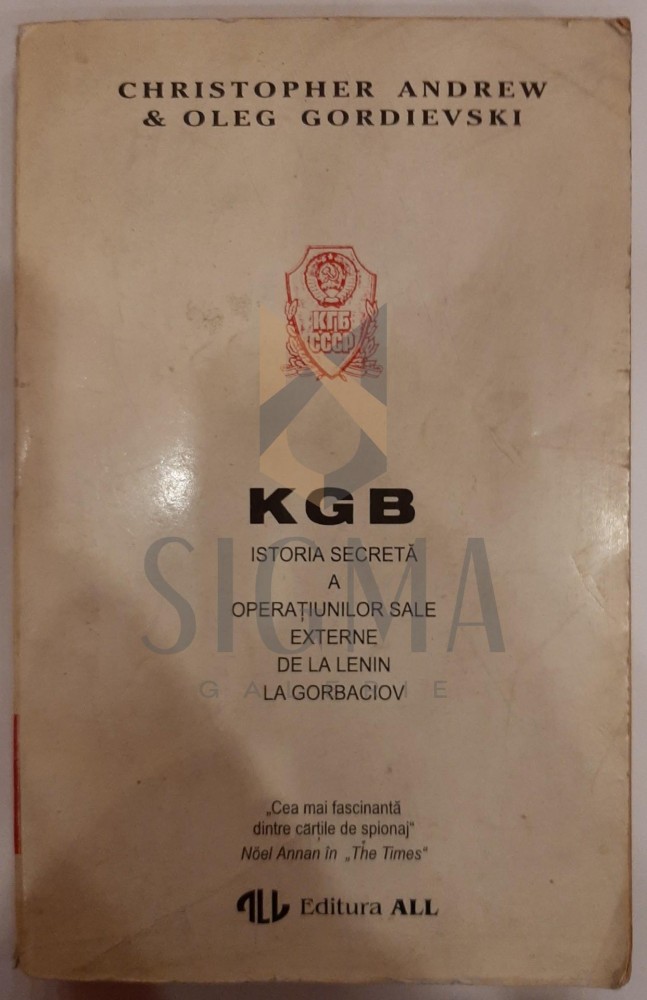 CHRISTOPHER ANDREW
& OLEG GORDIEVSKI
КГБ
СССР
KGB
ISTORIA SECRETĂ
A
OPERAȚIUNILOR SALE
EXTERNE
DE LA LENIN
LA GORBACIOV
SIGMA
GALERIE
„Cea mai fascinantă
dintre cărțile de spionaj“
Nöel Annan în „The Times“
ALL Editura ALL